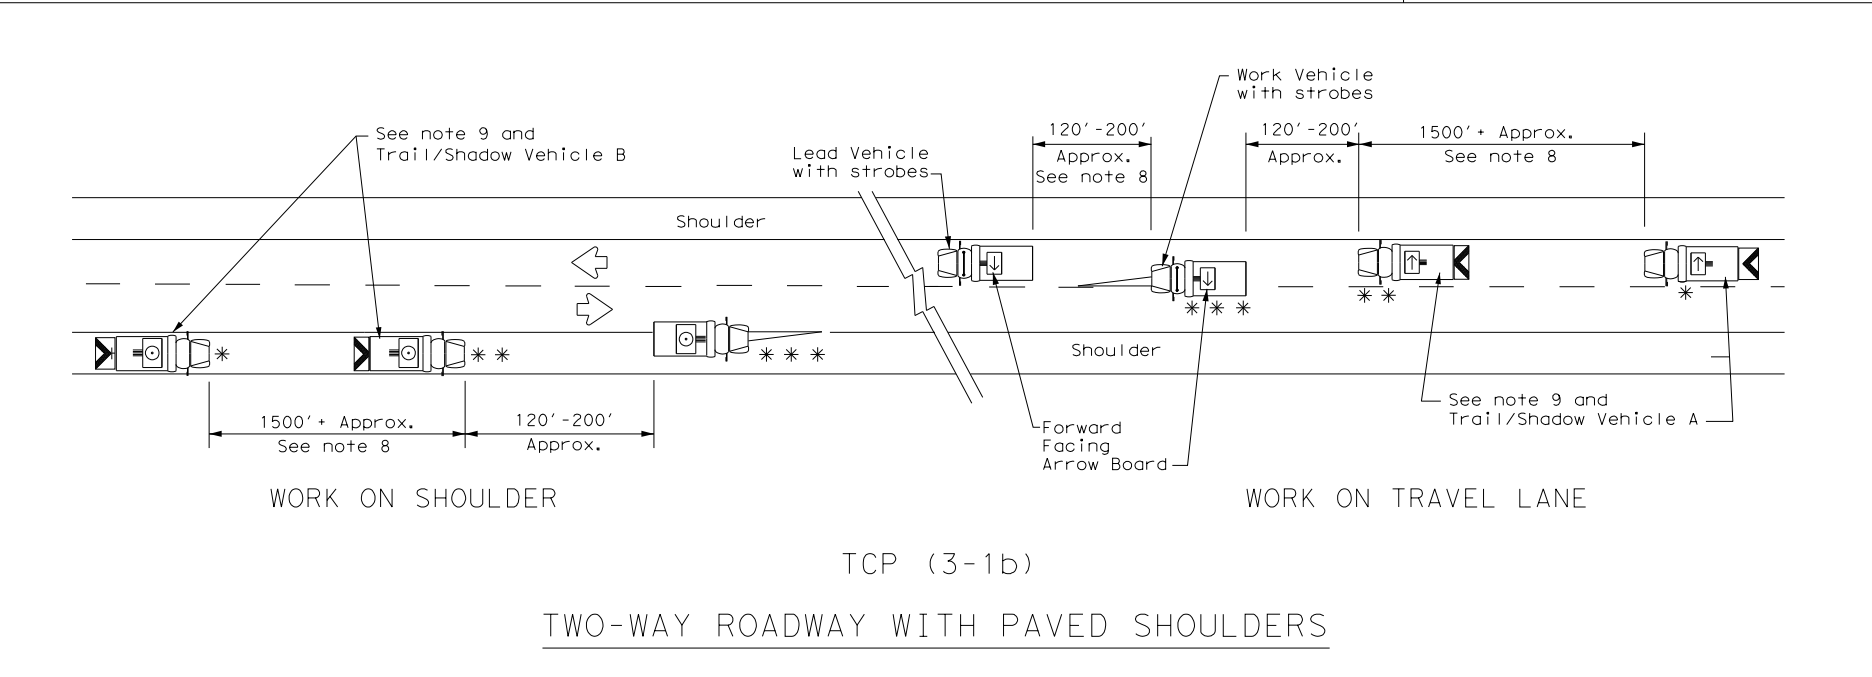 Work Vehicle
with strobes
See note 9 and
Trail/Shadow Vehicle B
Lead Vehicle
with strobes
120'-200'
Approx.
See note 8
120'-200'
Approx.
1500'+ Approx.
See note 8
Shoulder
Shoulder
1500'+ Approx.
See note 8
120'-200'
Approx.
Forward
Facing
Arrow Board
See note 9 and
Trail/Shadow Vehicle A
WORK ON SHOULDER
WORK ON TRAVEL LANE
TCP (3-1b)
TWO-WAY ROADWAY WITH PAVED SHOULDERS